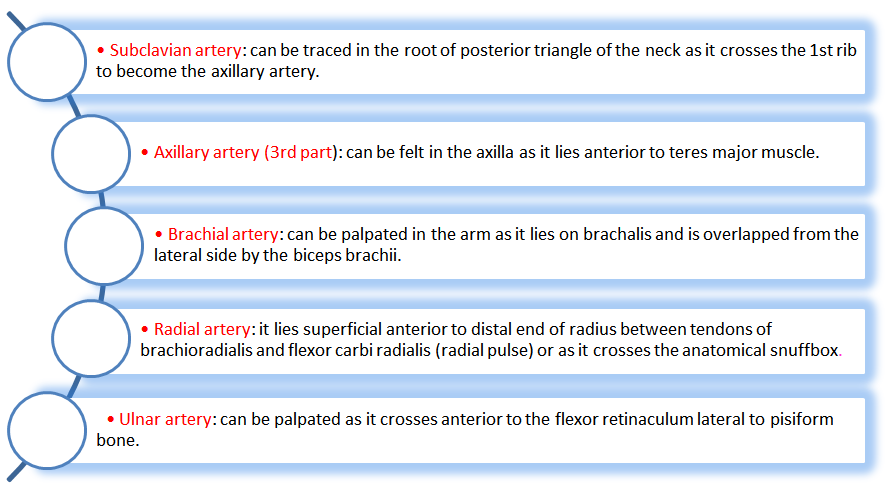 • Subclavian artery: can be traced in the root of posterior triangle of the neck as it crosses the 1st rib
to become the axillary artery.
• Axillary artery (3rd part): can be felt in the axilla as it lies anterior to teres major muscle.
• Brachial artery: can be palpated in the arm as it lies on brachalis and is overlapped from the
lateral side by the biceps brachii.
• Radial artery: it lies superficial anterior to distal end of radius between tendons of
brachioradialis and flexor carbi radialis (radial pulse) or as it crosses the anatomical snuffbox.
• Ulnar artery: can be palpated as it crosses anterior to the flexor retinaculum lateral to pisiform
bone.